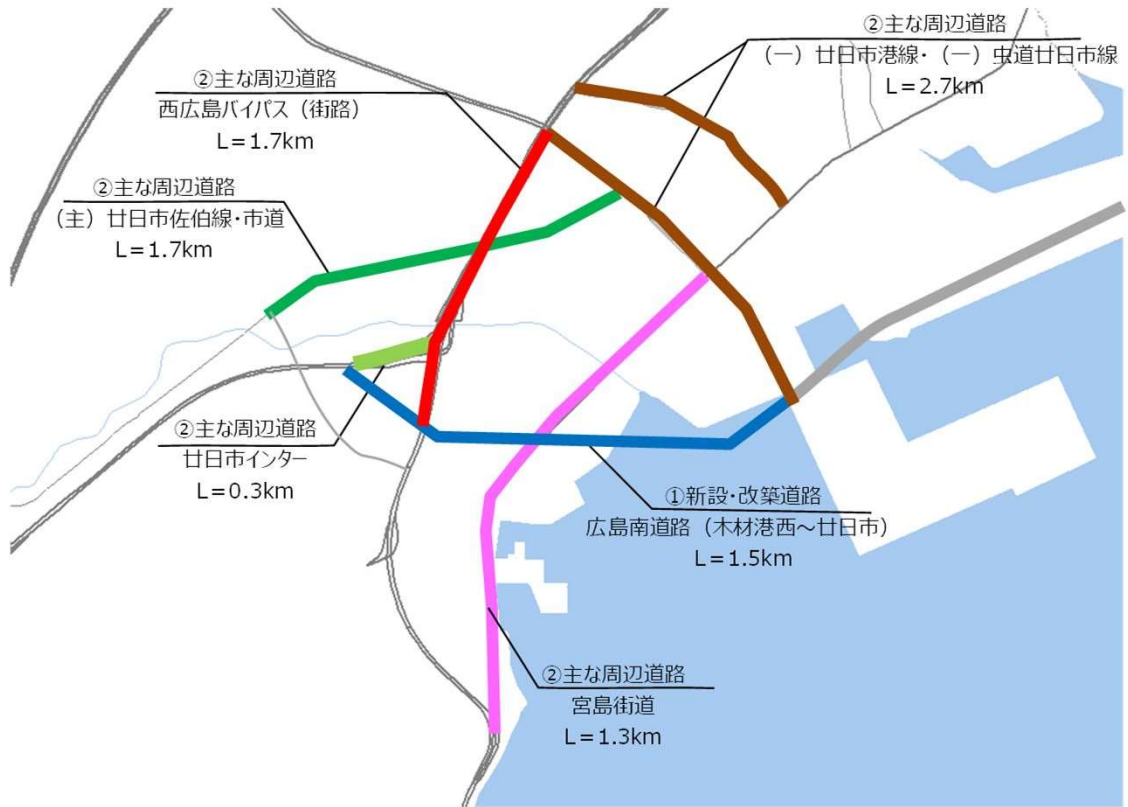 ②主な周辺道路
(一)廿日市港線・(一)虫道廿日市線
L=2.7km
②主な周辺道路
西広島バイパス(街路)
L=1.7km
②主な周辺道路
(主)廿日市佐伯線・市道
L=1.7km
②主な周辺道路
廿日市インター
L=0.3km
①新設・改築道路
広島南道路(木材港西~廿日市)
L=1.5km
②主な周辺道路
宮島街道
L=1.3km